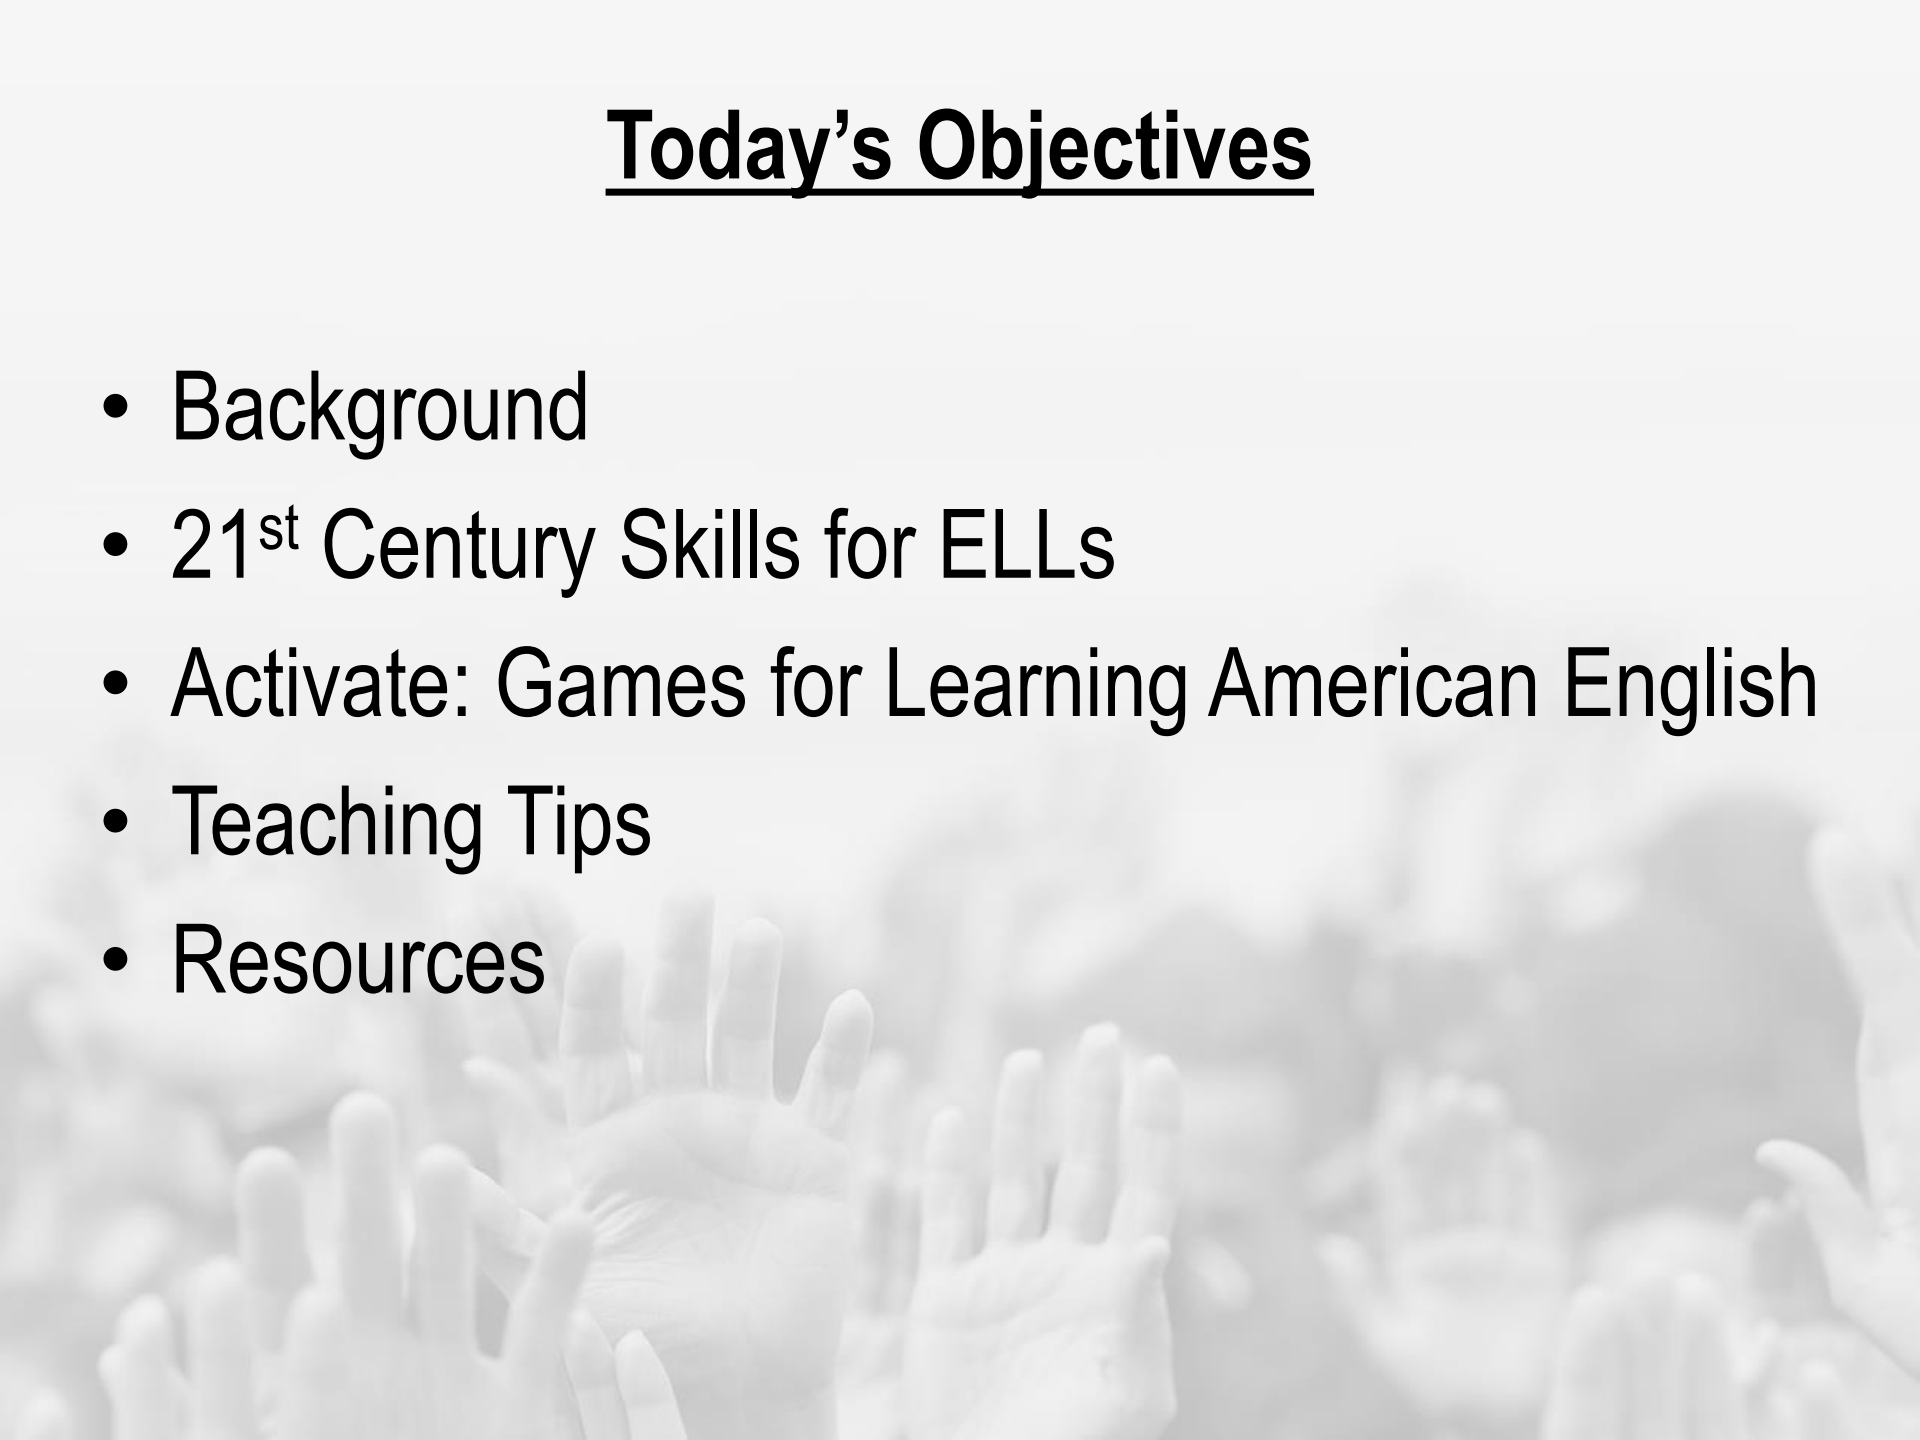 Today’s Objectives
• Background
• 21st Century Skills for ELLs
• Activate: Games for Learning American English
• Teaching Tips
• Resources